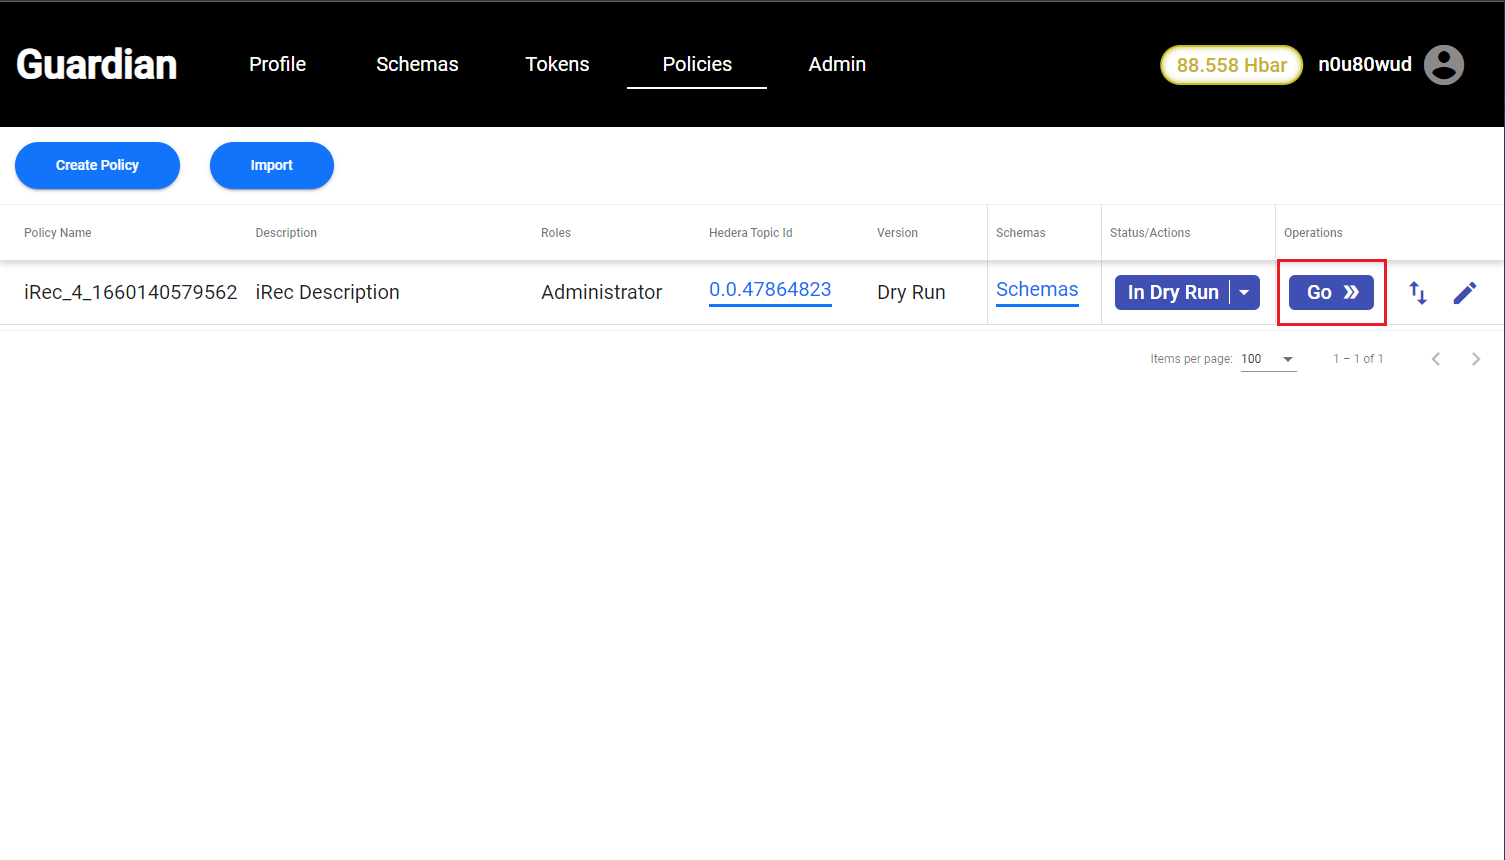 Guardian Profile Schemas Tokens Policies Admin 88.558 Hbar n0u80wud
Create Policy Import
Policy Name Description Roles Hedera Topic Id Version Schemas Status/Actions Operations
iRec_4_1660140579562 iRec Description Administrator 0.0.47864823 Dry Run Schemas In Dry Run Go
Items per page: 100 1 – 1 of 1